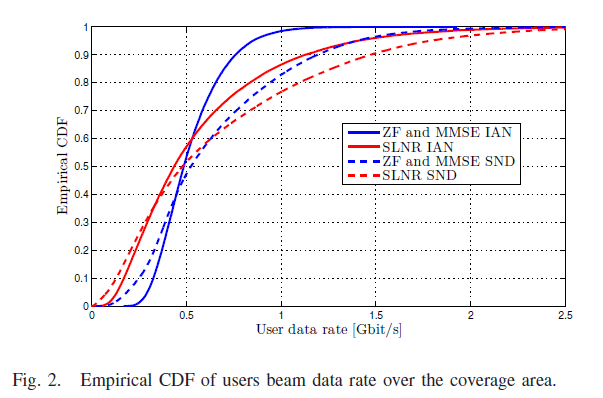 1
0.9
0.8
0.7
0.6
0.5
0.4
0.3
0.2
0.1
0
Empirical CDF
ZF and MMSE IAN
SLNR IAN
ZF and MMSE SND
SLNR SND
0 0.5 1 1.5 2 2.5
User data rate [Gbit/s]
Fig. 2. Empirical CDF of users beam data rate over the coverage area.